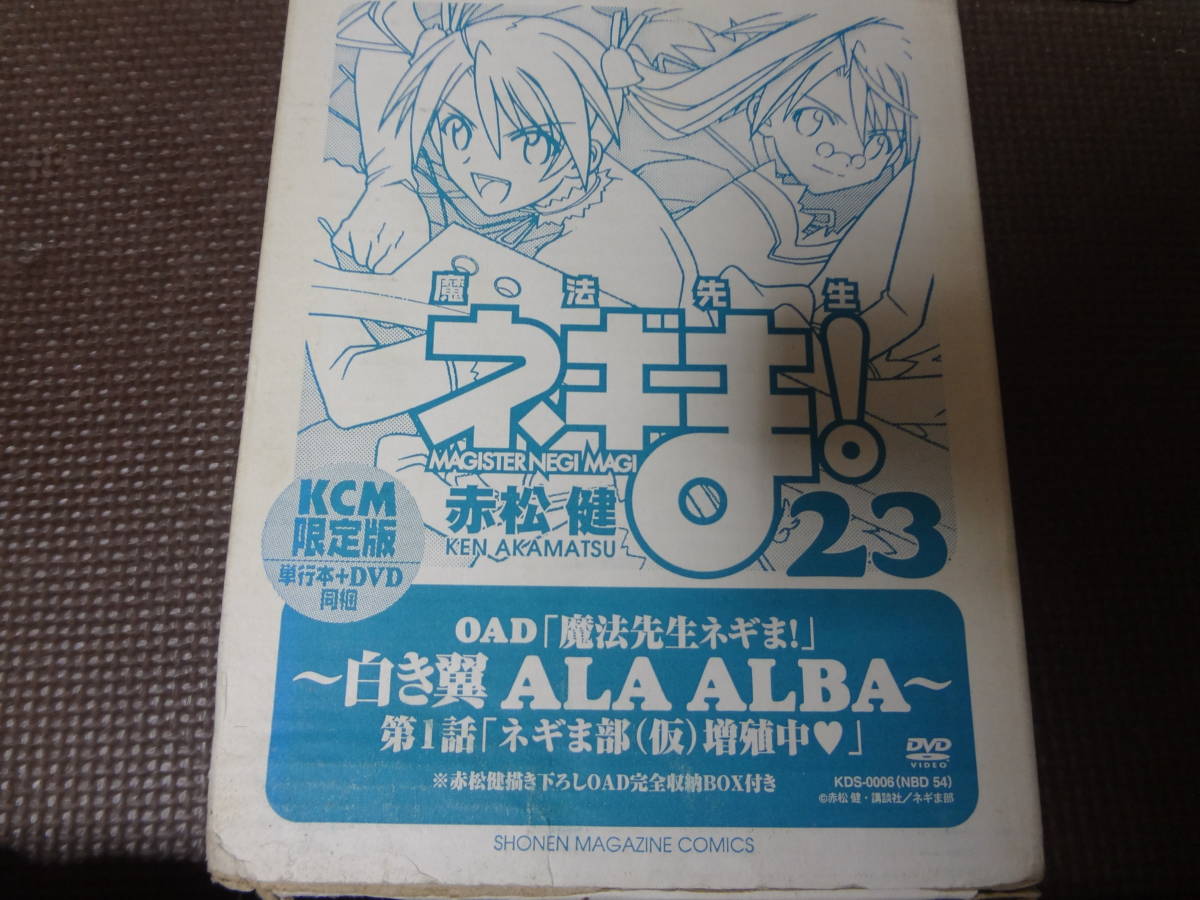 魔法先生
ネギま!
MAGISTER NEGI MAGI
赤松 健
KEN AKAMATSU
23
KCM
限定版
単行本+DVD
同梱
OAD「魔法先生ネギま!」
～白き翼 ALA ALBA～
第1話「ネギま部(仮)増殖中♥」
※赤松健描き下ろしOAD完全収納BOX付き
DVD
VIDEO
KDS-0006(NBD 54)
©赤松 健・講談社／ネギま部
SHONEN MAGAZINE COMICS